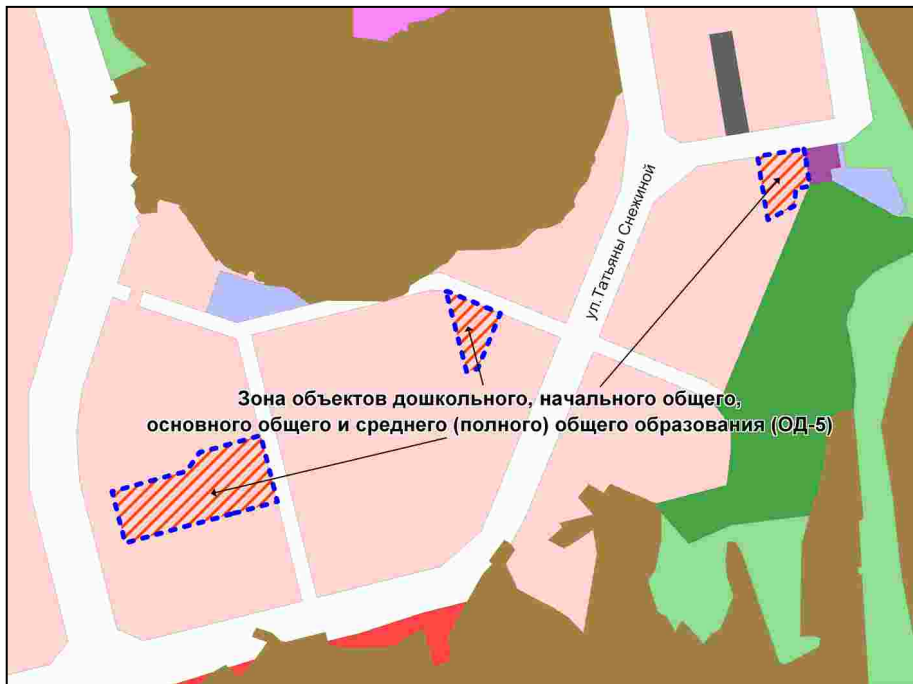 ул.Татьяны Снежиной
Зона объектов дошкольного, начального общего,
основного общего и среднего (полного) общего образования (ОД-5)